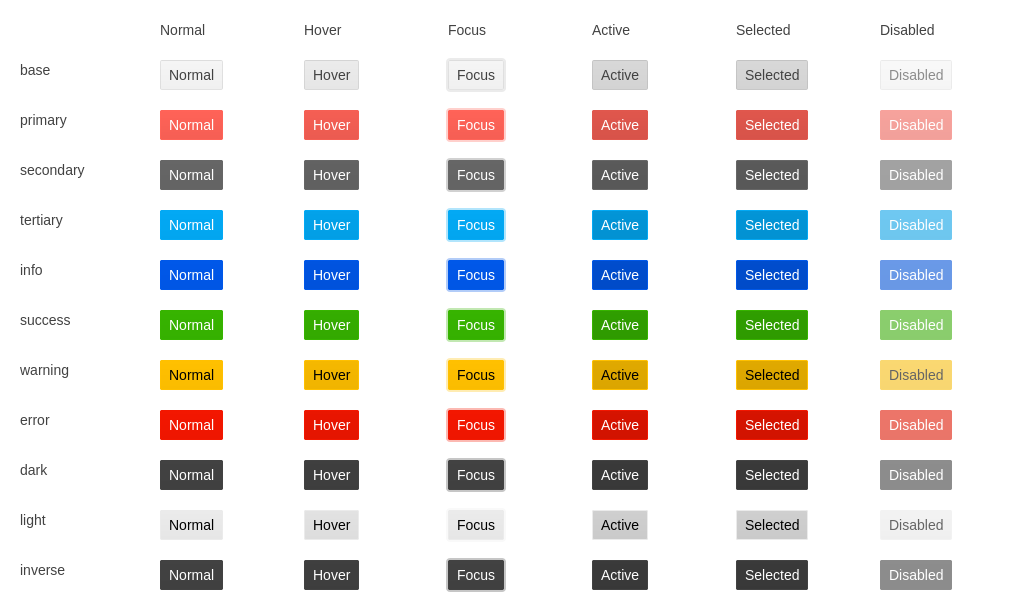 Normal Hover Focus Active Selected Disabled
base Normal Hover Focus Active Selected Disabled
primary Normal Hover Focus Active Selected Disabled
secondary Normal Hover Focus Active Selected Disabled
tertiary Normal Hover Focus Active Selected Disabled
info Normal Hover Focus Active Selected Disabled
success Normal Hover Focus Active Selected Disabled
warning Normal Hover Focus Active Selected Disabled
error Normal Hover Focus Active Selected Disabled
dark Normal Hover Focus Active Selected Disabled
light Normal Hover Focus Active Selected Disabled
inverse Normal Hover Focus Active Selected Disabled